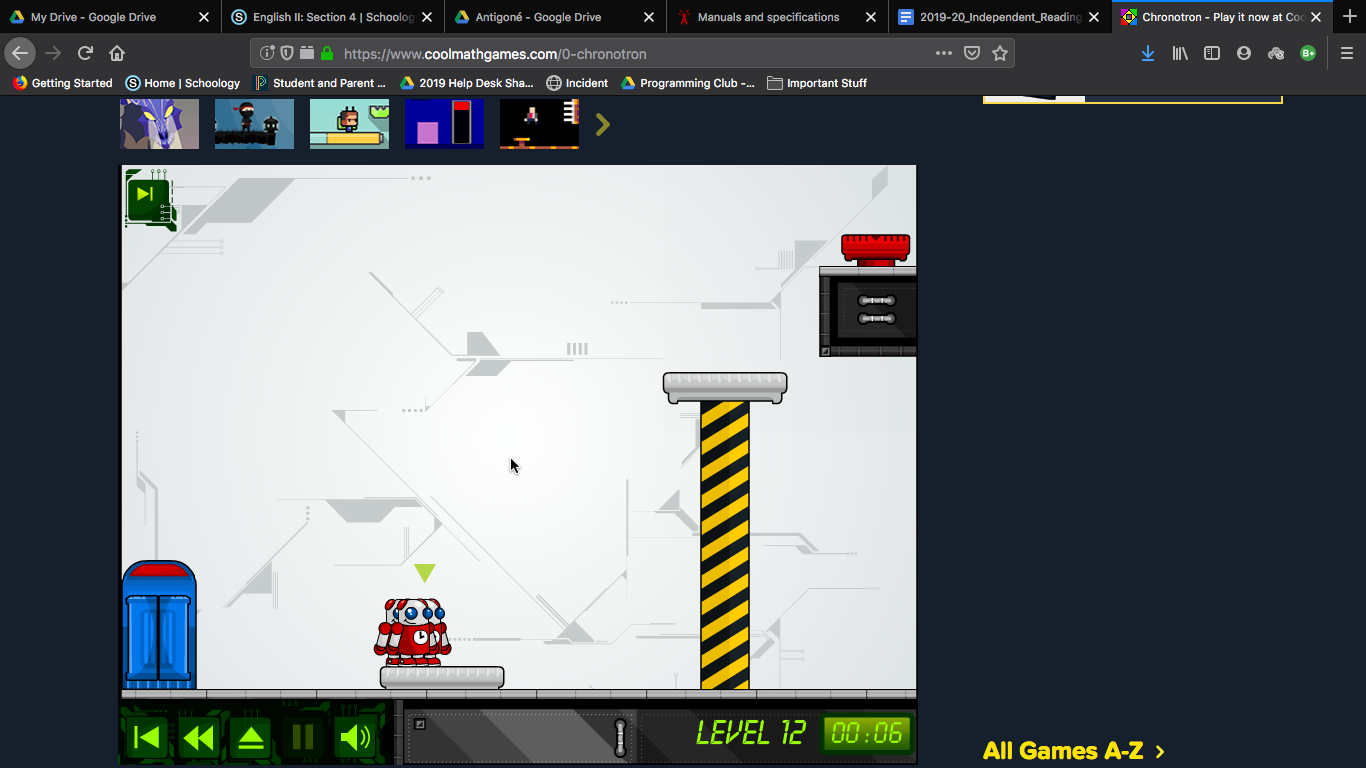 My Drive - Google Drive
English II: Section 4 | Schoolog
Antigoné - Google Drive
Manuals and specifications
2019-20_Independent_Reading
Chronotron - Play it now at Coo
https://www.coolmathgames.com/0-chronotron
Getting Started
Home | Schoology
Student and Parent ...
2019 Help Desk Sha...
Incident
Programming Club -...
Important Stuff
LEVEL 12
00:06
All Games A-Z